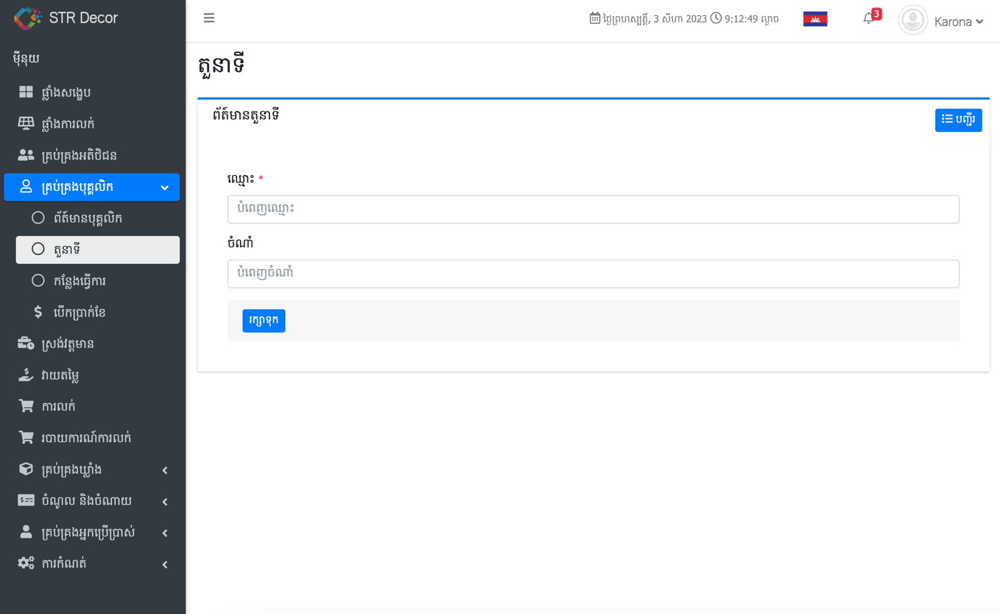 STR Decor
ម៉ឺនុយ
ផ្ទាំងសង្ខេប
ផ្ទាំងការលក់
គ្រប់គ្រងអតិថិជន
គ្រប់គ្រងបុគ្គលិក
ព័ត៍មានបុគ្គលិក
តួនាទី
កន្លែងធ្វើការ
បើកប្រាក់ខែ
ស្រង់វត្តមាន
វាយតម្លៃ
ការលក់
របាយការណ៍ការលក់
គ្រប់គ្រងឃ្លាំង
ចំណូល និងចំណាយ
គ្រប់គ្រងអ្នកប្រើប្រាស់
ការកំណត់
ថ្ងៃព្រហស្បត្តិ៍, 3 សីហា 2023 9:12:49 ល្ងាច
3
Karona
តួនាទី
ព័ត៍មានតួនាទី
បញ្ជីរ
ឈ្មោះ *
បំពេញឈ្មោះ
ចំណាំ
បំពេញចំណាំ
រក្សាទុក